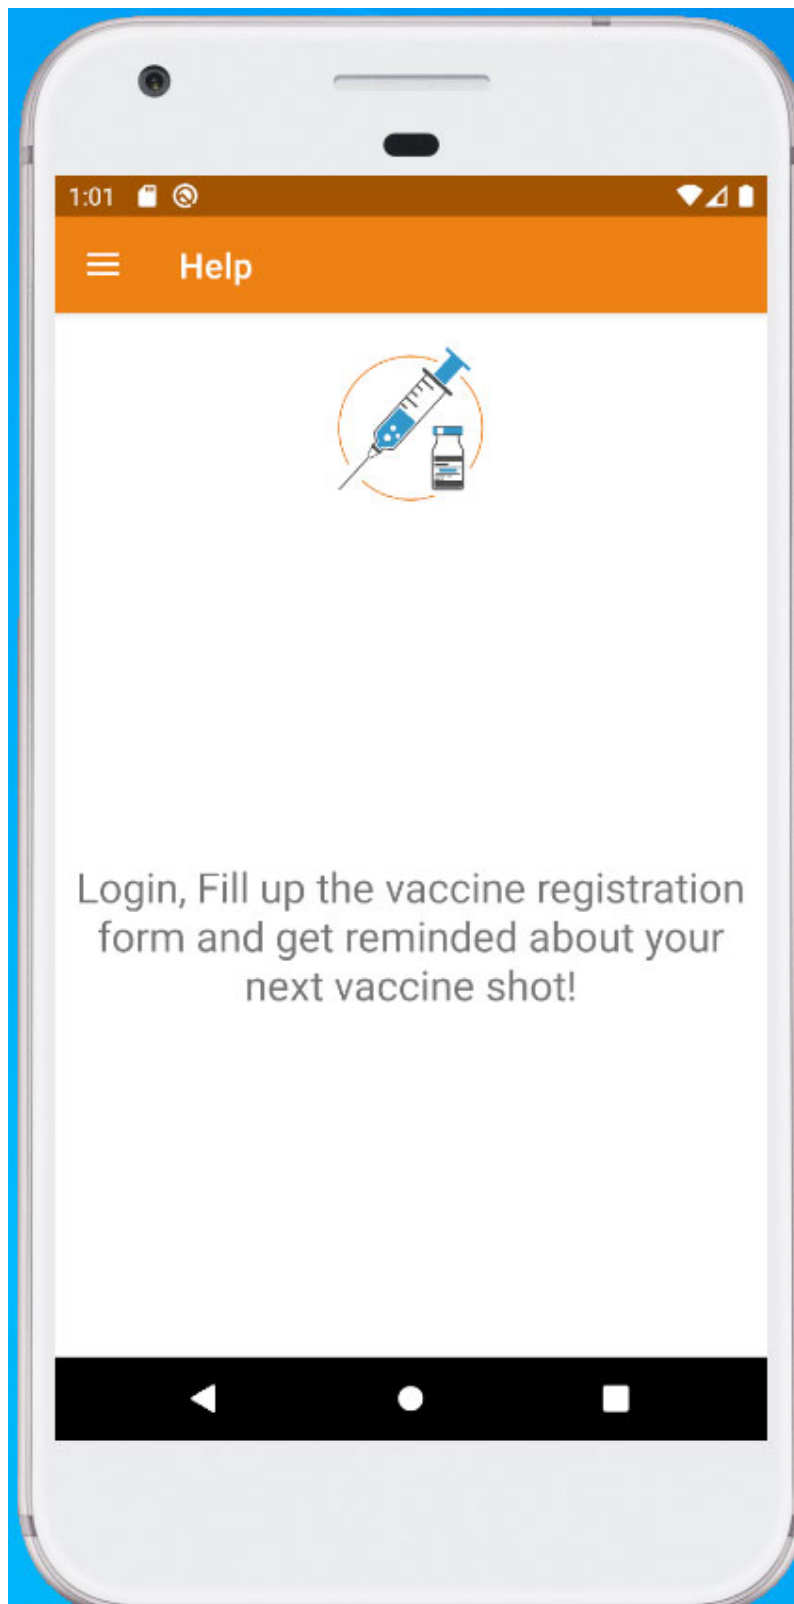 1:01
Help
Login, Fill up the vaccine registration
form and get reminded about your
next vaccine shot!